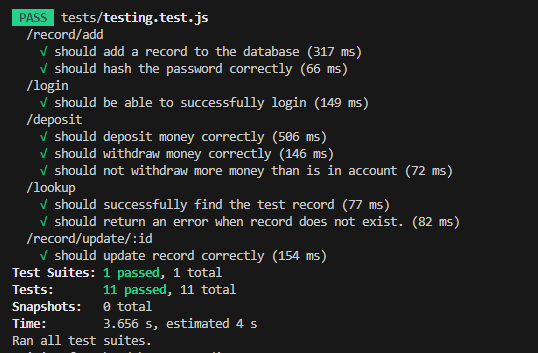 PASS tests/testing.test.js
/record/add
√ should add a record to the database (317 ms)
√ should hash the password correctly (66 ms)
/login
√ should be able to successfully login (149 ms)
/deposit
√ should deposit money correctly (506 ms)
√ should withdraw money correctly (146 ms)
√ should not withdraw more money than is in account (72 ms)
/lookup
√ should successfully find the test record (77 ms)
√ should return an error when record does not exist. (82 ms)
/record/update/:id
√ should update record correctly (154 ms)
Test Suites: 1 passed, 1 total
Tests: 11 passed, 11 total
Snapshots: 0 total
Time: 3.656 s, estimated 4 s
Ran all test suites.